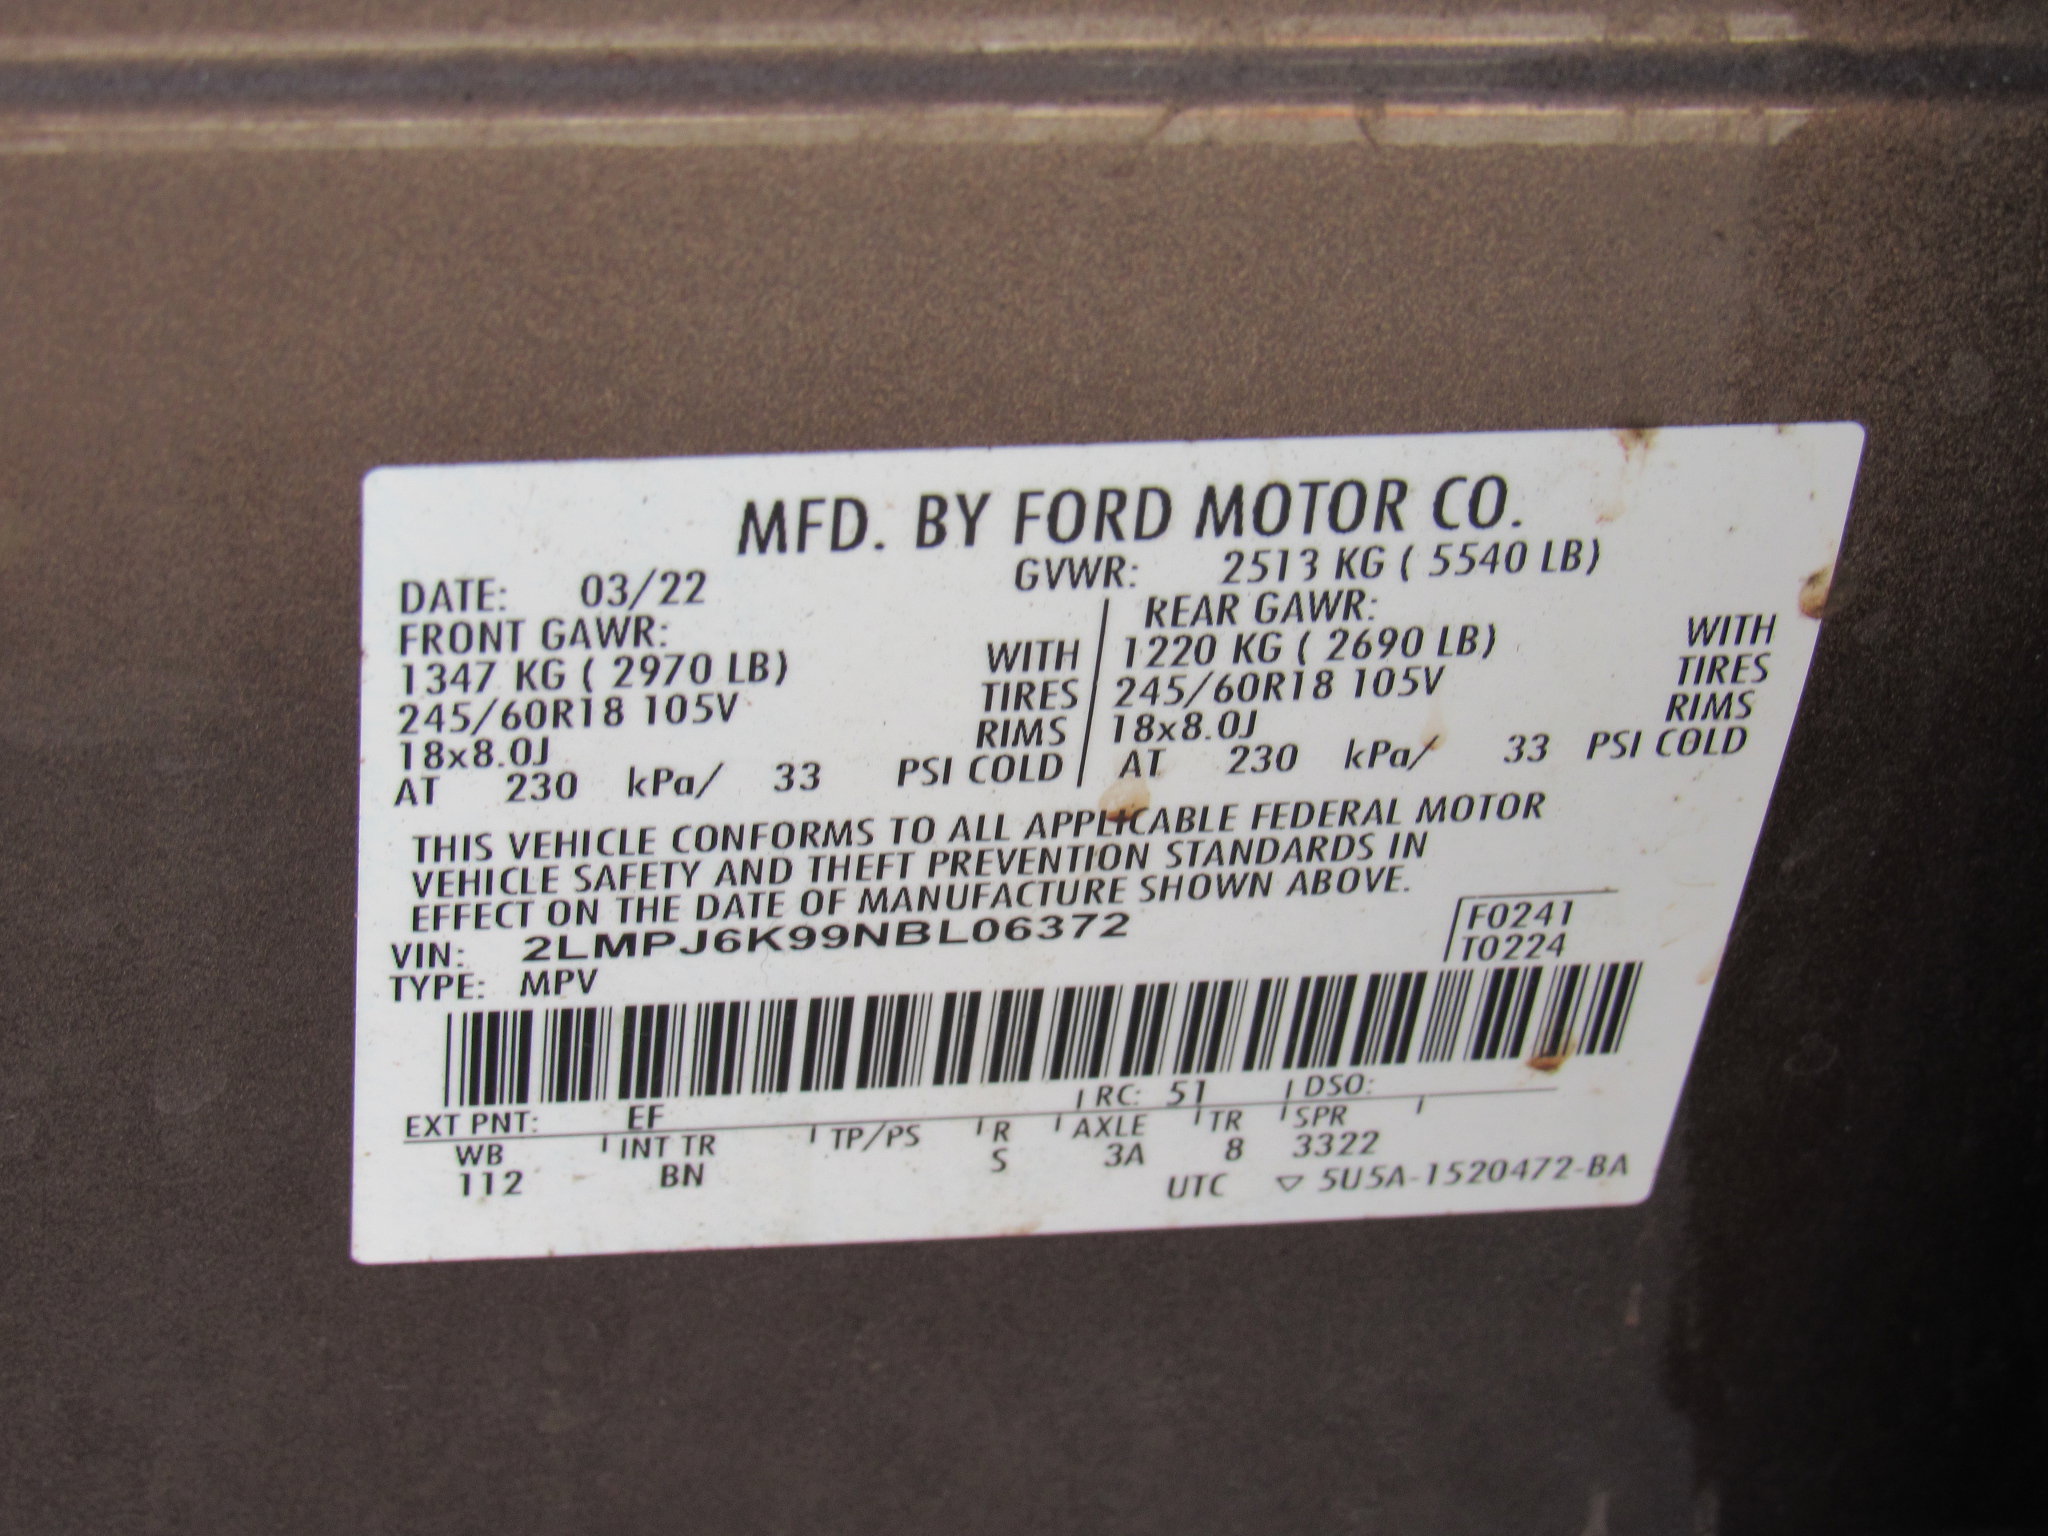 MFD. BY FORD MOTOR CO.
DATE: 03/22 GVWR: 2513 KG ( 5540 LB)
FRONT GAWR: REAR GAWR:
1347 KG ( 2970 LB) WITH 1220 KG ( 2690 LB) WITH
245/60R18 105V TIRES 245/60R18 105V TIRES
18x8.0J RIMS 18x8.0J RIMS
AT 230 kPa/ 33 PSI COLD AT 230 kPa/ 33 PSI COLD
THIS VEHICLE CONFORMS TO ALL APPLICABLE FEDERAL MOTOR
VEHICLE SAFETY AND THEFT PREVENTION STANDARDS IN
EFFECT ON THE DATE OF MANUFACTURE SHOWN ABOVE.
VIN: 2LMPJ6K99NBL06372 F0241
TYPE: MPV T0224
EXT PNT: EF RC: 51 DSO:
WB INT TR TP/PS R AXLE TR SPR
112 BN S 3A 8 3322
UTC ▽ 5U5A-1520472-BA